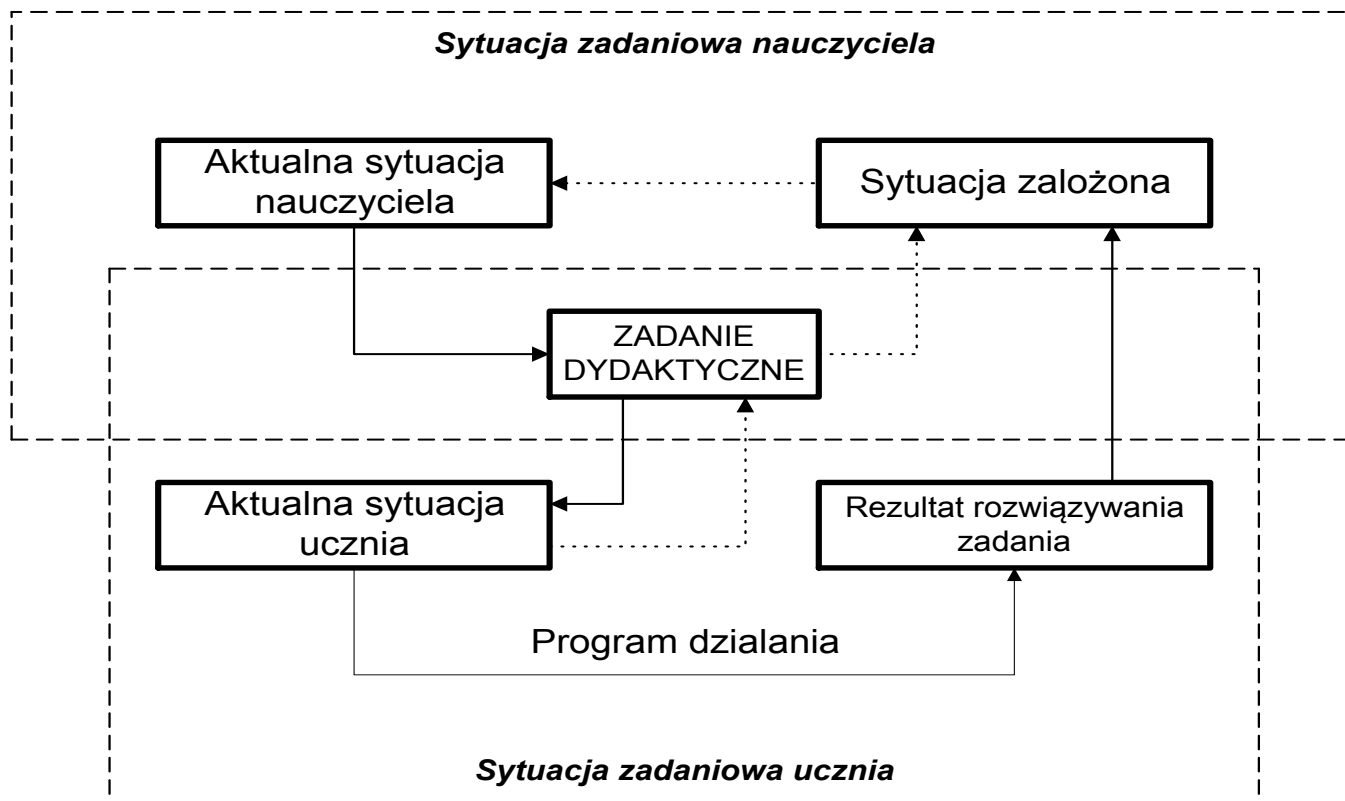 Sytuacja zadaniowa nauczyciela
Aktualna sytuacja
nauczyciela
Sytuacja zalożona
ZADANIE
DYDAKTYCZNE
Aktualna sytuacja
ucznia
Rezultat rozwiązywania
zadania
Program dzialania
Sytuacja zadaniowa ucznia